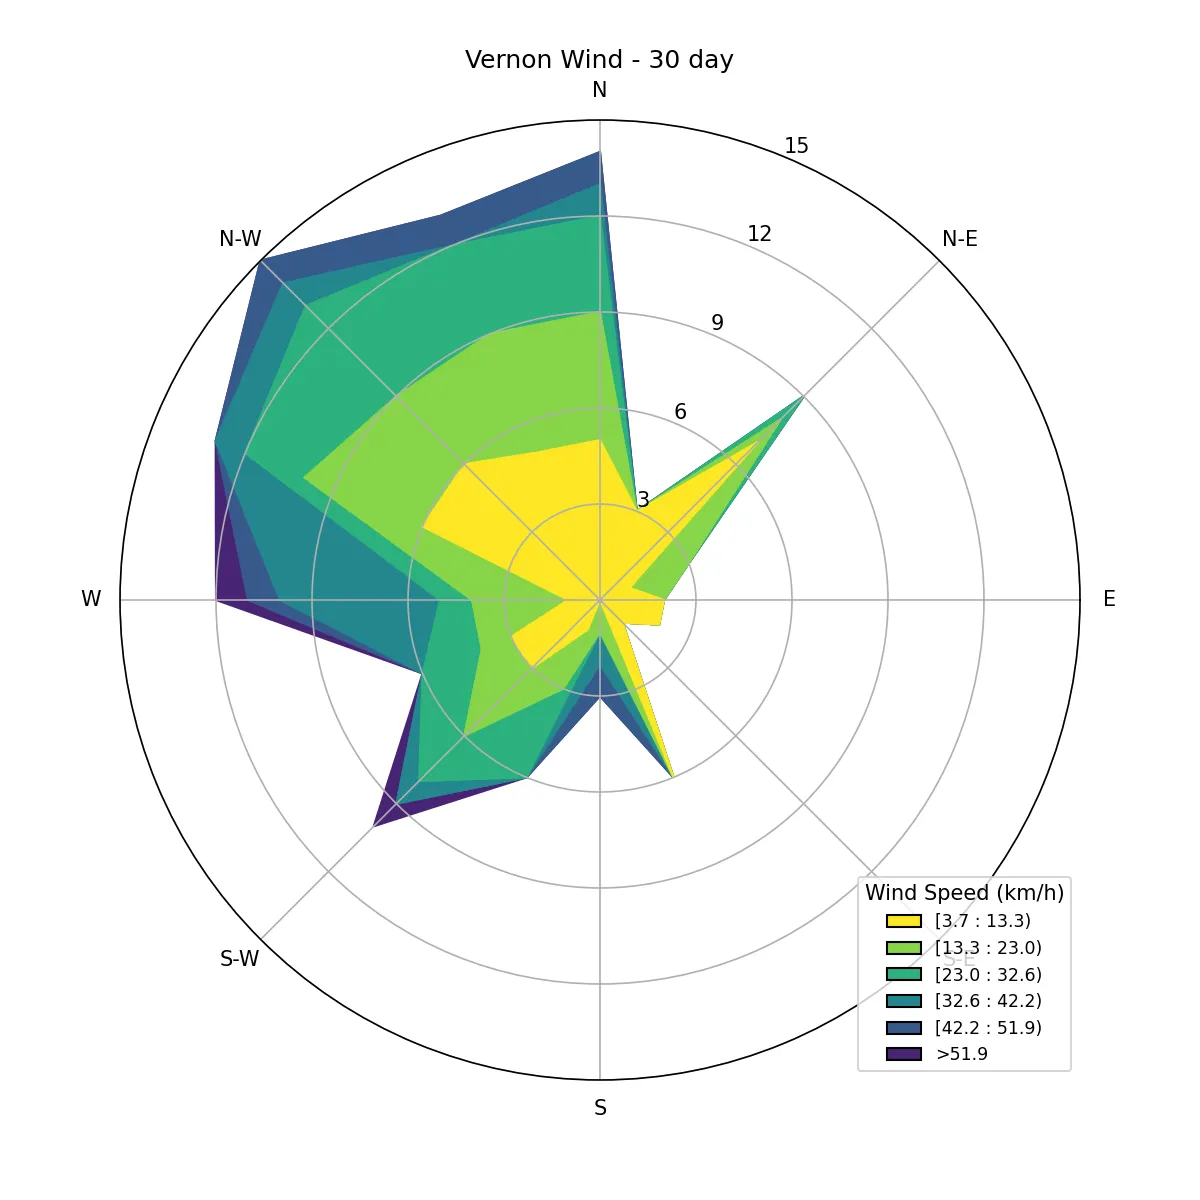 Vernon Wind - 30 day
N
15
N-W
12
N-E
9
6
3
W
E
S-W
S-E
S
Wind Speed (km/h)
[3.7 : 13.3)
[13.3 : 23.0)
[23.0 : 32.6)
[32.6 : 42.2)
[42.2 : 51.9)
>51.9